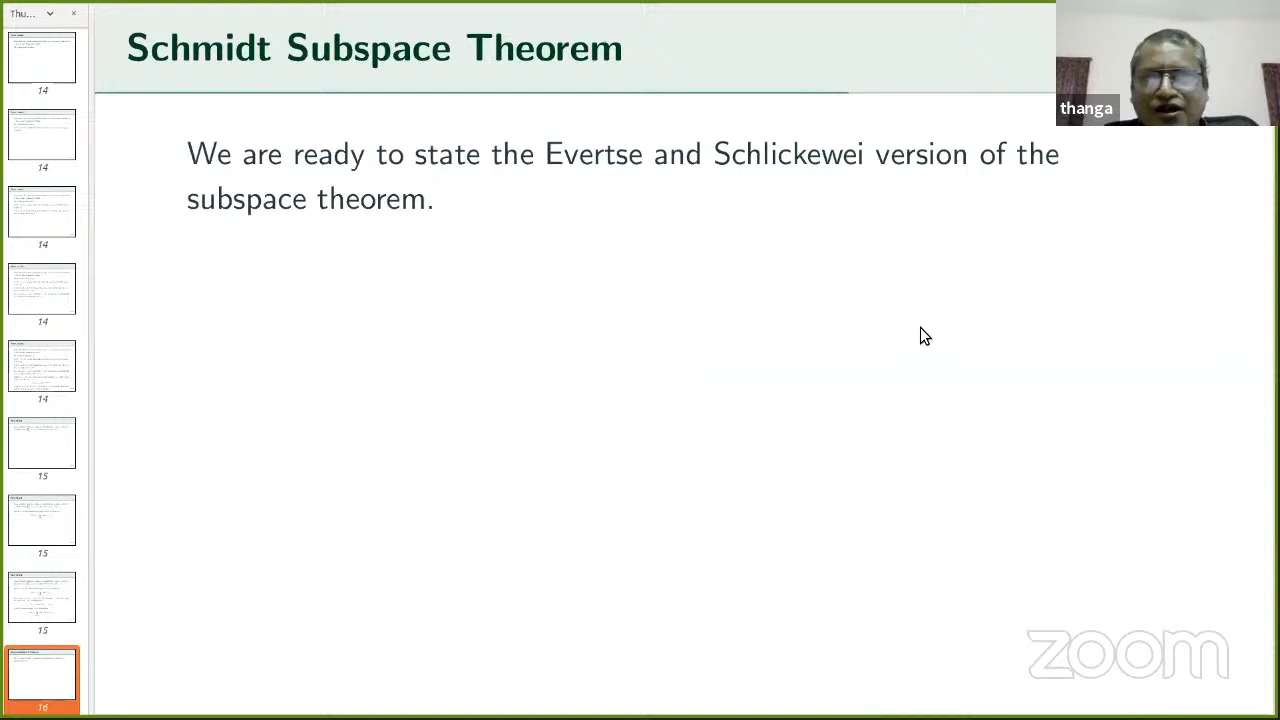 Thu...
Schmidt Subspace Theorem
thanga
We are ready to state the Evertse and Schlickewei version of the
subspace theorem.
14
14
14
14
14
15
15
15
16
zoom